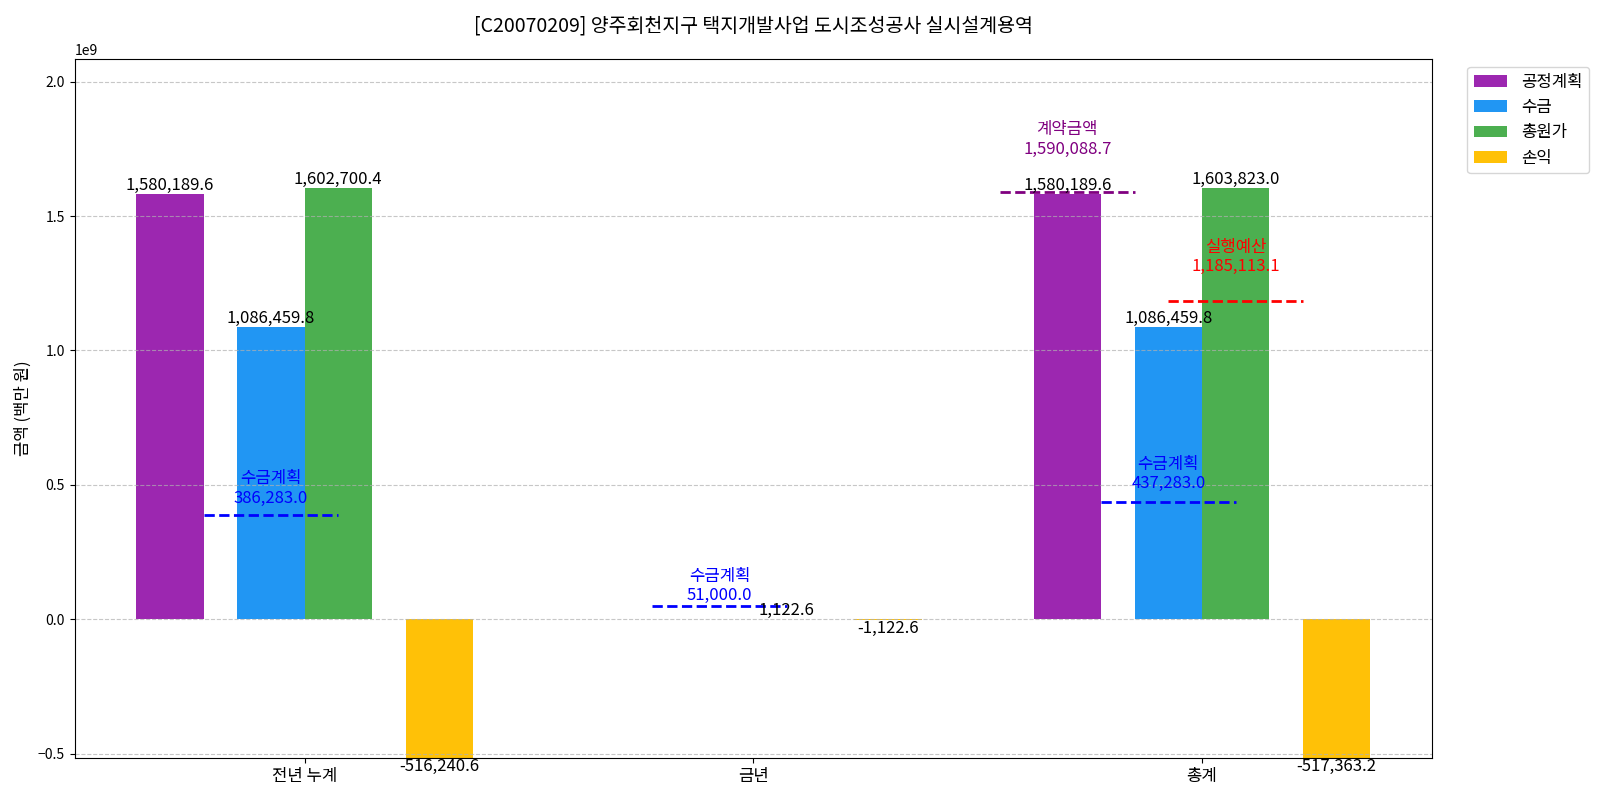 [C20070209] 양주회천지구 택지개발사업 도시조성공사 실시설계용역
1e9
2.0
1.5
1.0
0.5
0.0
−0.5
금액 (백만 원)
공정계획
수금
총원가
손익
1,580,189.6
1,602,700.4
1,086,459.8
수금계획
386,283.0
-516,240.6
수금계획
51,000.0
1,122.6
-1,122.6
계약금액
1,590,088.7
1,580,189.6
1,603,823.0
실행예산
1,185,113.1
1,086,459.8
수금계획
437,283.0
-517,363.2
전년 누계
금년
총계